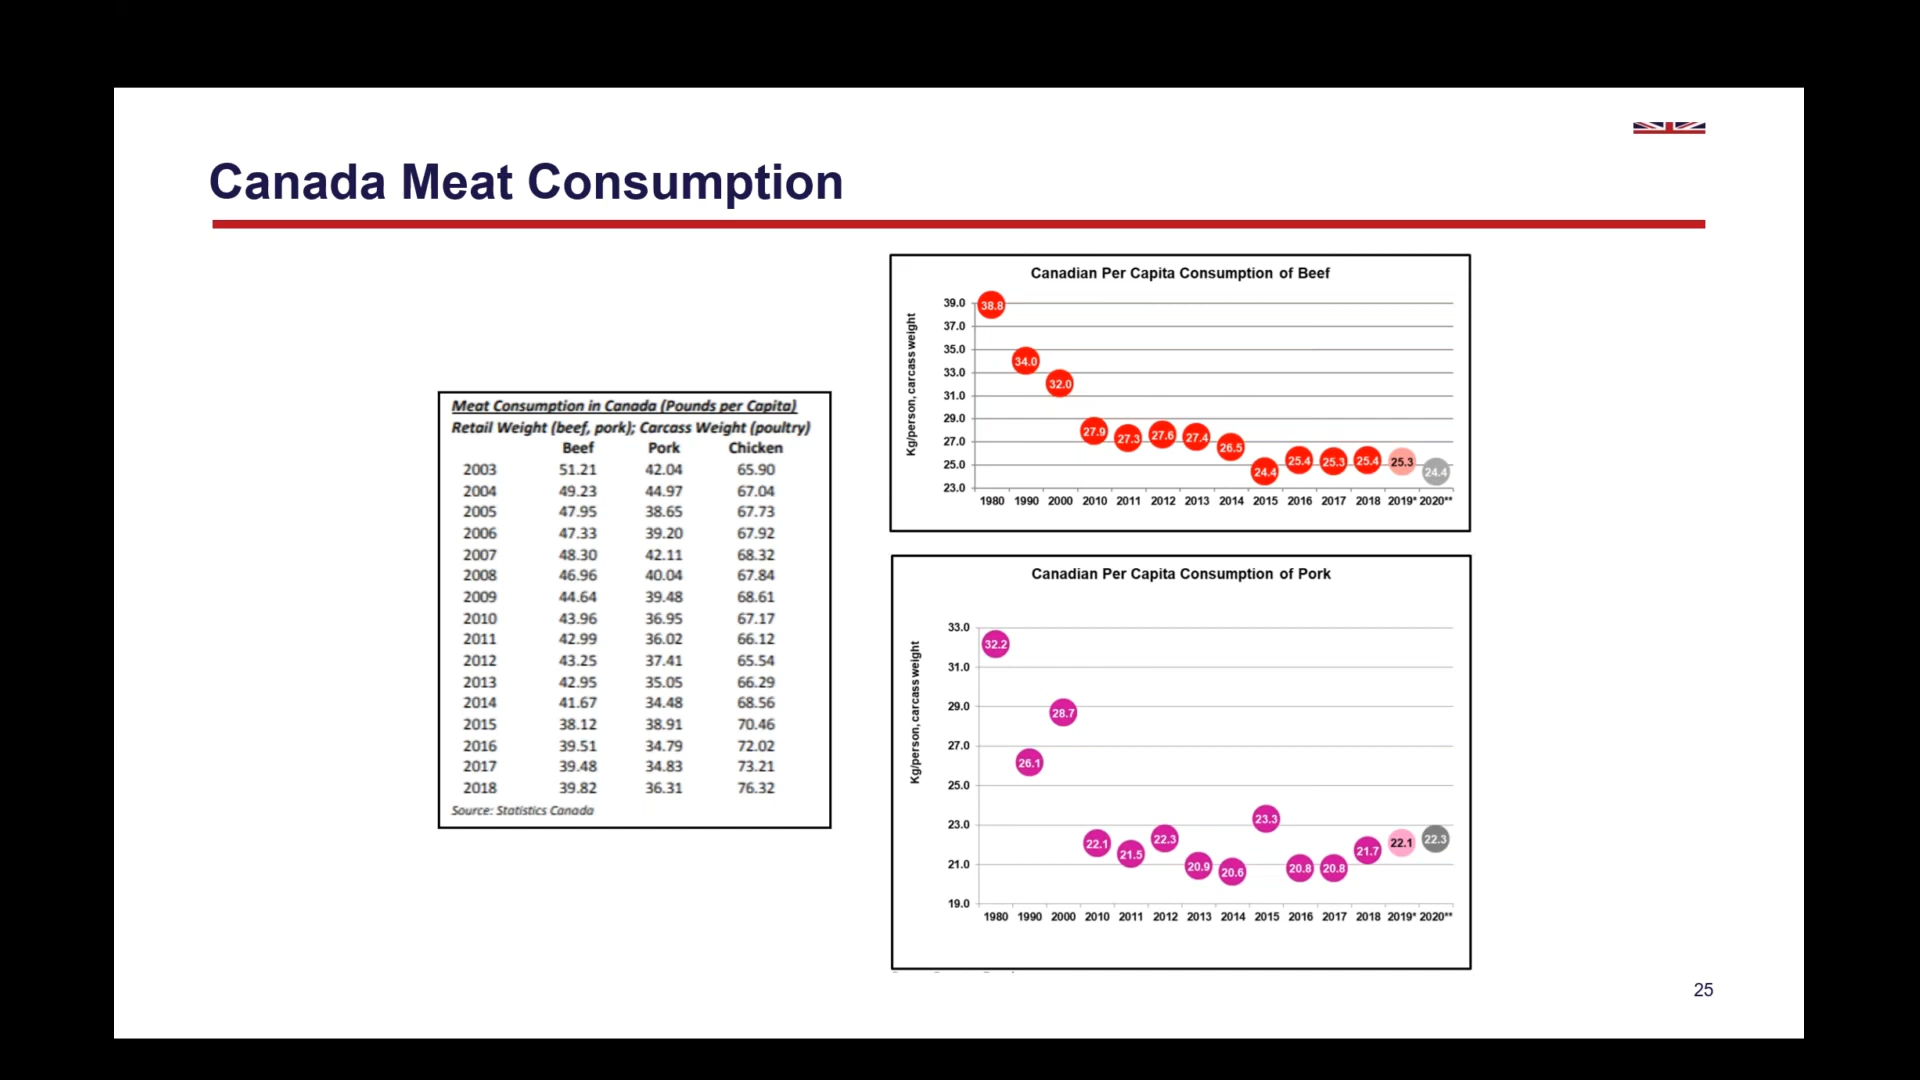 Canada Meat Consumption
Meat Consumption in Canada (Pounds per Capita)
Retail Weight (beef, pork); Carcass Weight (poultry)
Beef Pork Chicken
2003 51.21 42.04 65.90
2004 49.23 44.97 67.04
2005 47.95 38.65 67.73
2006 47.33 39.20 67.92
2007 48.30 42.11 68.32
2008 46.96 40.04 67.84
2009 44.64 39.48 68.61
2010 43.96 36.95 67.17
2011 42.99 36.02 66.12
2012 43.25 37.41 65.54
2013 42.95 35.05 66.29
2014 41.67 34.48 68.56
2015 38.12 38.91 70.46
2016 39.51 34.79 72.02
2017 39.48 34.83 73.21
2018 39.82 36.31 76.32
Source: Statistics Canada
Canadian Per Capita Consumption of Beef
Kg/person, carcass weight
39.0
37.0
35.0
33.0
31.0
29.0
27.0
25.0
23.0
38.8
34.0
32.0
27.9
27.3
27.6
27.4
26.5
24.4
25.4
25.3
25.4
25.3
24.4
1980 1990 2000 2010 2011 2012 2013 2014 2015 2016 2017 2018 2019* 2020**
Canadian Per Capita Consumption of Pork
Kg/person, carcass weight
33.0
31.0
29.0
27.0
25.0
23.0
21.0
19.0
32.2
26.1
28.7
22.1
21.5
22.3
20.9
20.6
23.3
20.8
20.8
21.7
22.1
22.3
1980 1990 2000 2010 2011 2012 2013 2014 2015 2016 2017 2018 2019* 2020**
25